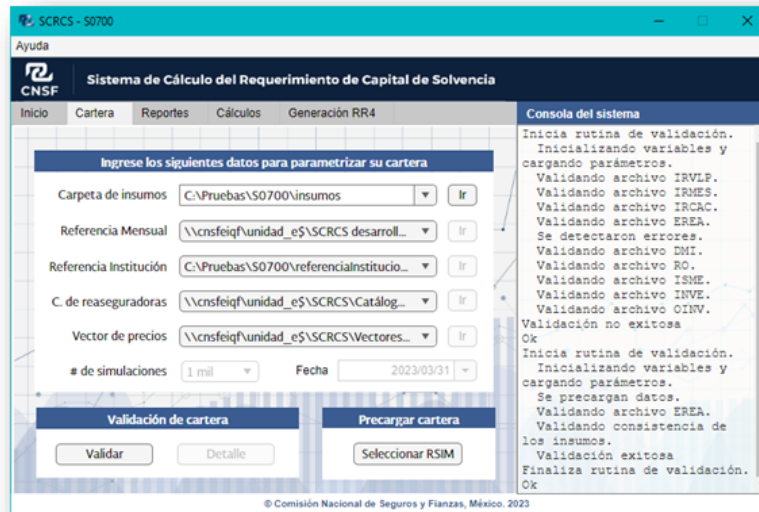 SCRCS - S0700
Ayuda
CNSF
Sistema de Cálculo del Requerimiento de Capital de Solvencia
Inicio Cartera Reportes Cálculos Generación RR4
Ingrese los siguientes datos para parametrizar su cartera
Carpeta de insumos C:\Pruebas\S0700\insumos Ir
Referencia Mensual \\cnsfeiqf\unidad_e$\SCRCS desarroll... Ir
Referencia Institución C:\Pruebas\S0700\referenciaInstitucio... Ir
C. de reaseguradoras \\cnsfeiqf\unidad_e$\SCRCS\Catálog... Ir
Vector de precios \\cnsfeiqf\unidad_e$\SCRCS\Vectores... Ir
# de simulaciones 1 mil Fecha 2023/03/31
Validación de cartera
Validar Detalle
Precargar cartera
Seleccionar RSIM
Consola del sistema
Inicia rutina de validación.
Inicializando variables y
cargando parámetros.
Validando archivo IRVLP.
Validando archivo IRMES.
Validando archivo IRCAC.
Validando archivo EREA.
Se detectaron errores.
Validando archivo DMI.
Validando archivo RO.
Validando archivo ISME.
Validando archivo INVE.
Validando archivo OINV.
Validación no exitosa
Ok
Inicia rutina de validación.
Inicializando variables y
cargando parámetros.
Se precargan datos.
Validando archivo EREA.
Validando consistencia de
los insumos.
Validación exitosa
Finaliza rutina de validación.
Ok
© Comisión Nacional de Seguros y Fianzas, México. 2023